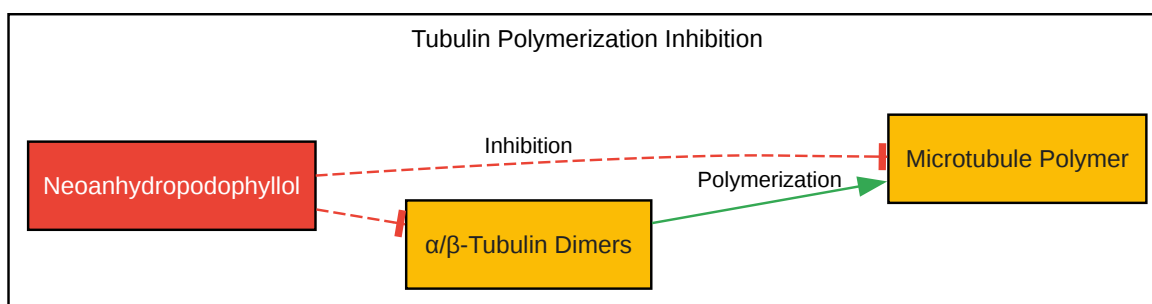 Tubulin Polymerization Inhibition
Inhibition
Neoanhydropodophyllol
Microtubule Polymer
Polymerization
α/β-Tubulin Dimers